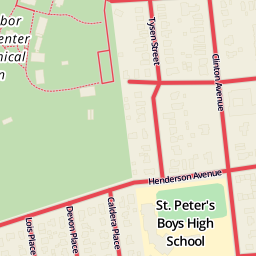 bor
enter
nical
n
Tysen Street
Clinton Avenue
Henderson Avenue
St. Peter's
Boys High
School
Lois Place
Devon Place
Caldera Place